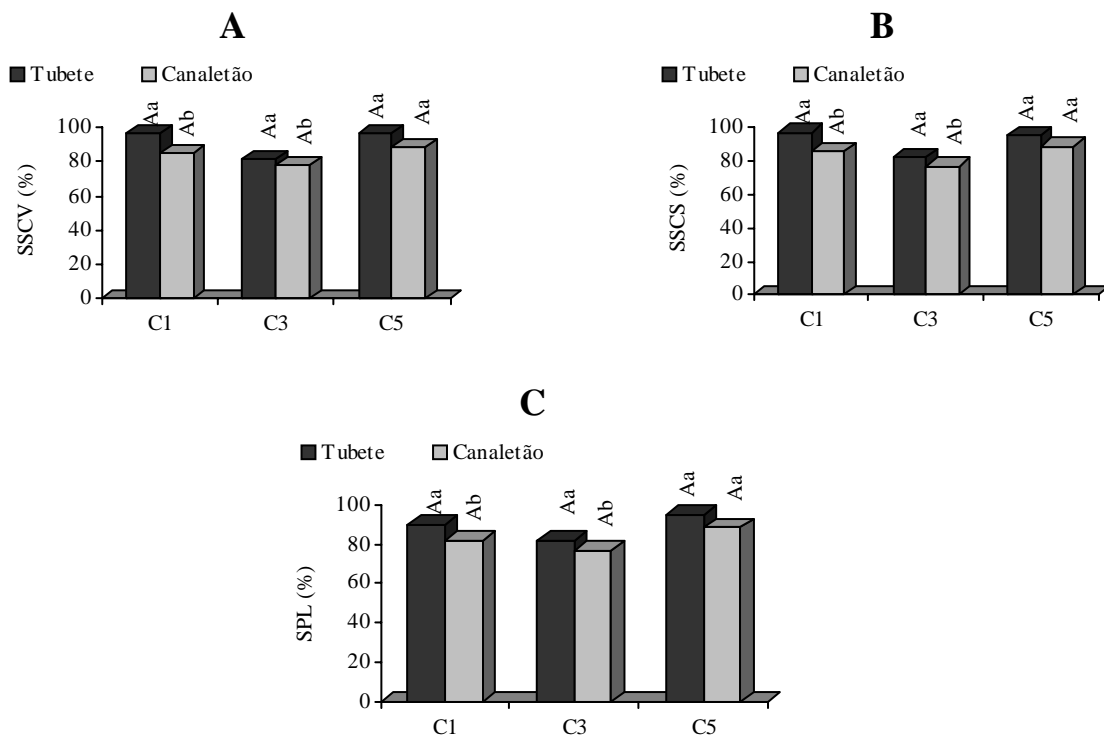 A
Tubete Canaletão
Aa Ab Aa Ab Aa Aa
100
80
60
40
20
0
SSCV (%)
C1 C3 C5
B
Tubete Canaletão
Aa Ab Aa Ab Aa Aa
100
80
60
40
20
0
SSCS (%)
C1 C3 C5
C
Tubete Canaletão
Aa Ab Aa Ab Aa Aa
100
80
60
40
20
0
SPL (%)
C1 C3 C5